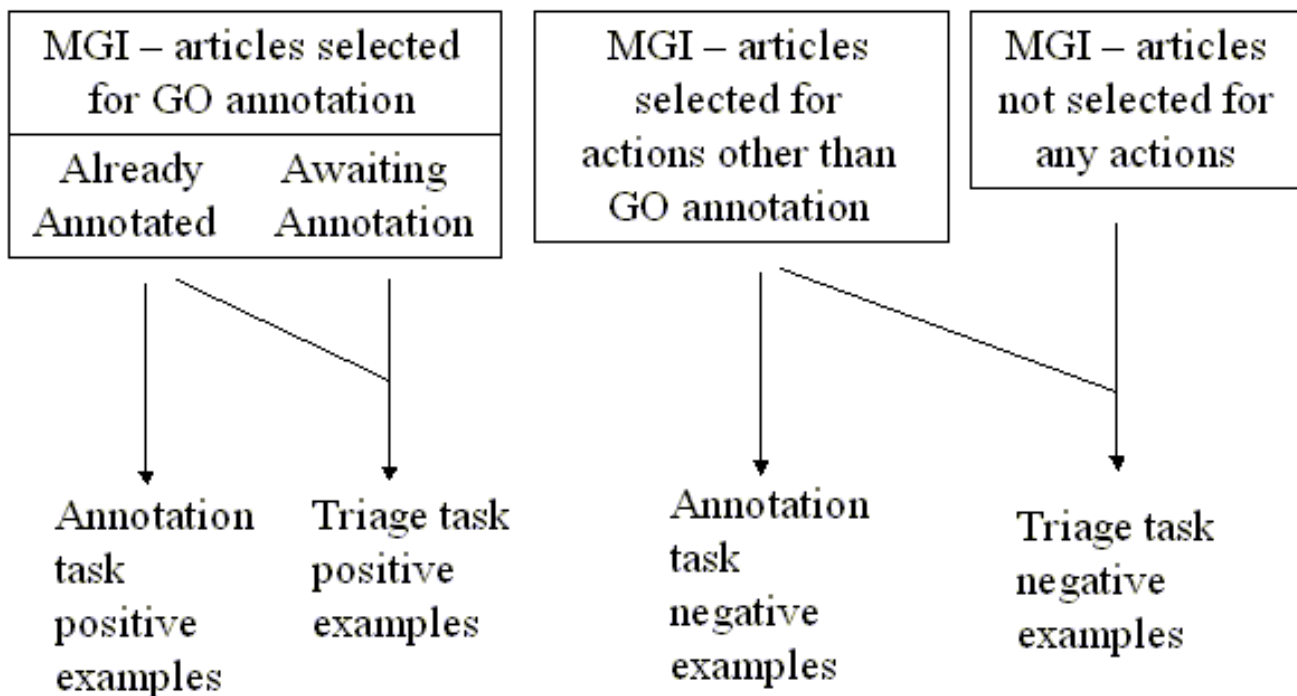 MGI – articles selected
for GO annotation
Already
Annotated
Awaiting
Annotation
MGI – articles
selected for
actions other than
GO annotation
MGI – articles
not selected for
any actions
Annotation
task
positive
examples
Triage task
positive
examples
Annotation
task
negative
examples
Triage task
negative
examples